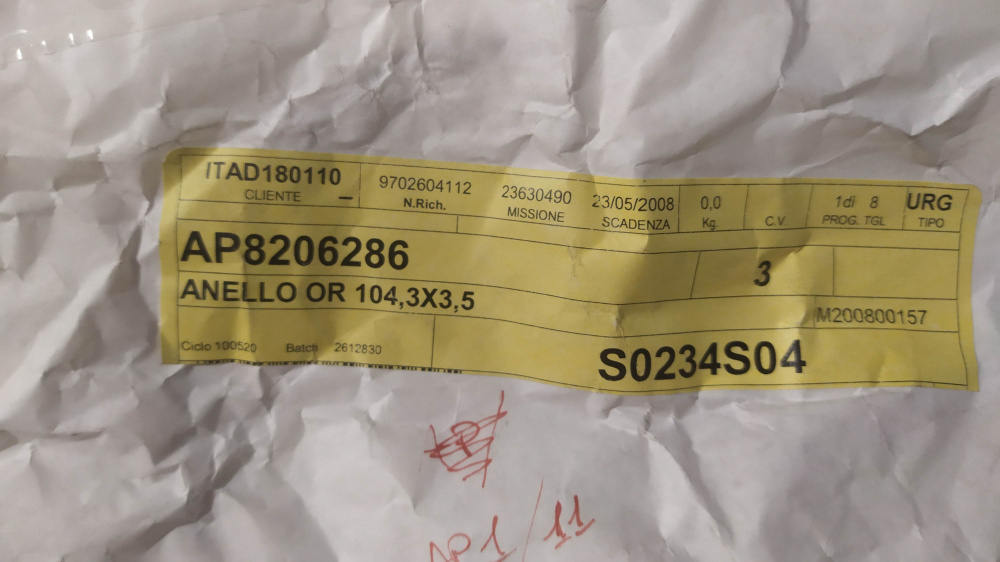 ITAD180110 9702604112 23630490 23/05/2008 0,0 1di 8 URG
CLIENTE N.Rich. MISSIONE SCADENZA Kg. C.V PROG. TGL TIPO
AP8206286 3
ANELLO OR 104,3X3,5
M200800157
Ciclo 100520 Batch 2612830 S0234S04
1/11